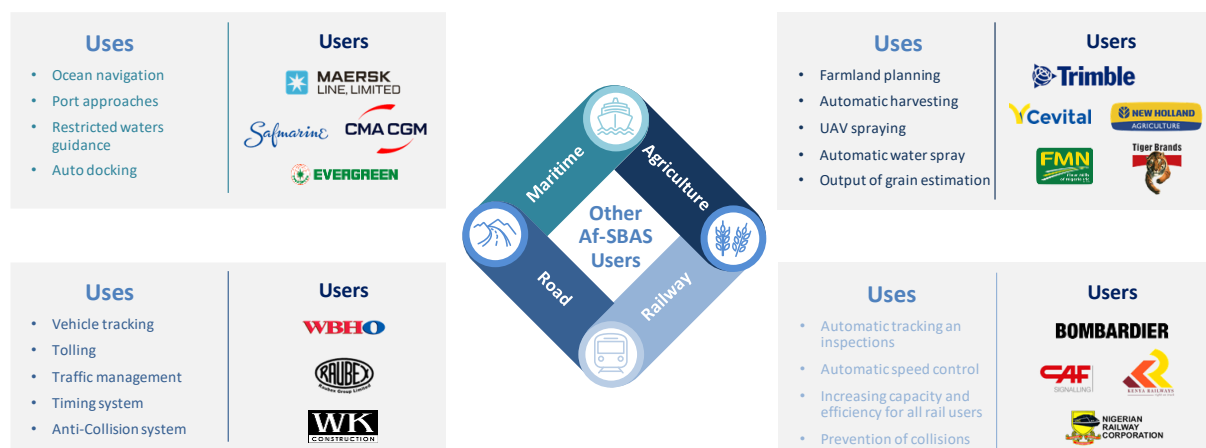 Uses
Users
• Ocean navigation
• Port approaches
• Restricted waters
guidance
• Auto docking
MAERSK
LINE, LIMITED
Safmarine
CMA CGM
EVERGREEN
Uses
Users
• Farmland planning
• Automatic harvesting
• UAV spraying
• Automatic water spray
• Output of grain estimation
Trimble
Cevital
NEW HOLLAND
AGRICULTURE
FMN
Tiger Brands
Maritime
Agriculture
Other
Af-SBAS
Users
Road
Railway
Uses
Users
• Vehicle tracking
• Tolling
• Traffic management
• Timing system
• Anti-Collision system
WBHO
RAUBEX
Raubex Group Limited
WK
CONSTRUCTION
Uses
Users
• Automatic tracking an
inspections
• Automatic speed control
• Increasing capacity and
efficiency for all rail users
• Prevention of collisions
BOMBARDIER
CAF
SIGNALLING
KENYA RAILWAYS
NIGERIAN
RAILWAY
CORPORATION